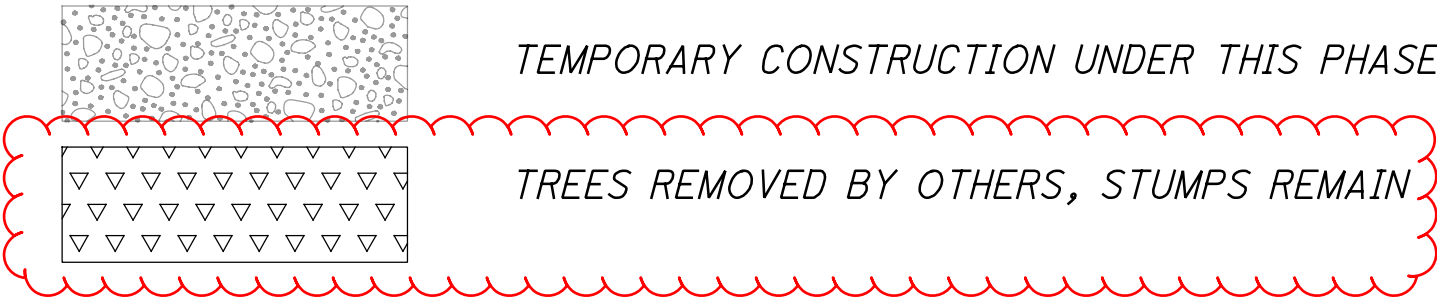 TEMPORARY CONSTRUCTION UNDER THIS PHASE
TREES REMOVED BY OTHERS, STUMPS REMAIN